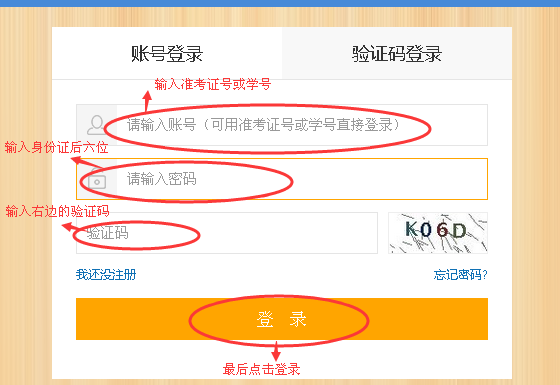 账号登录
验证码登录
输入准考证号或学号
请输入账号（可用准考证号或学号直接登录）
输入身份证后六位
请输入密码
输入右边的验证码
验证码
K06D
我还没注册
忘记密码?
登 录
最后点击登录